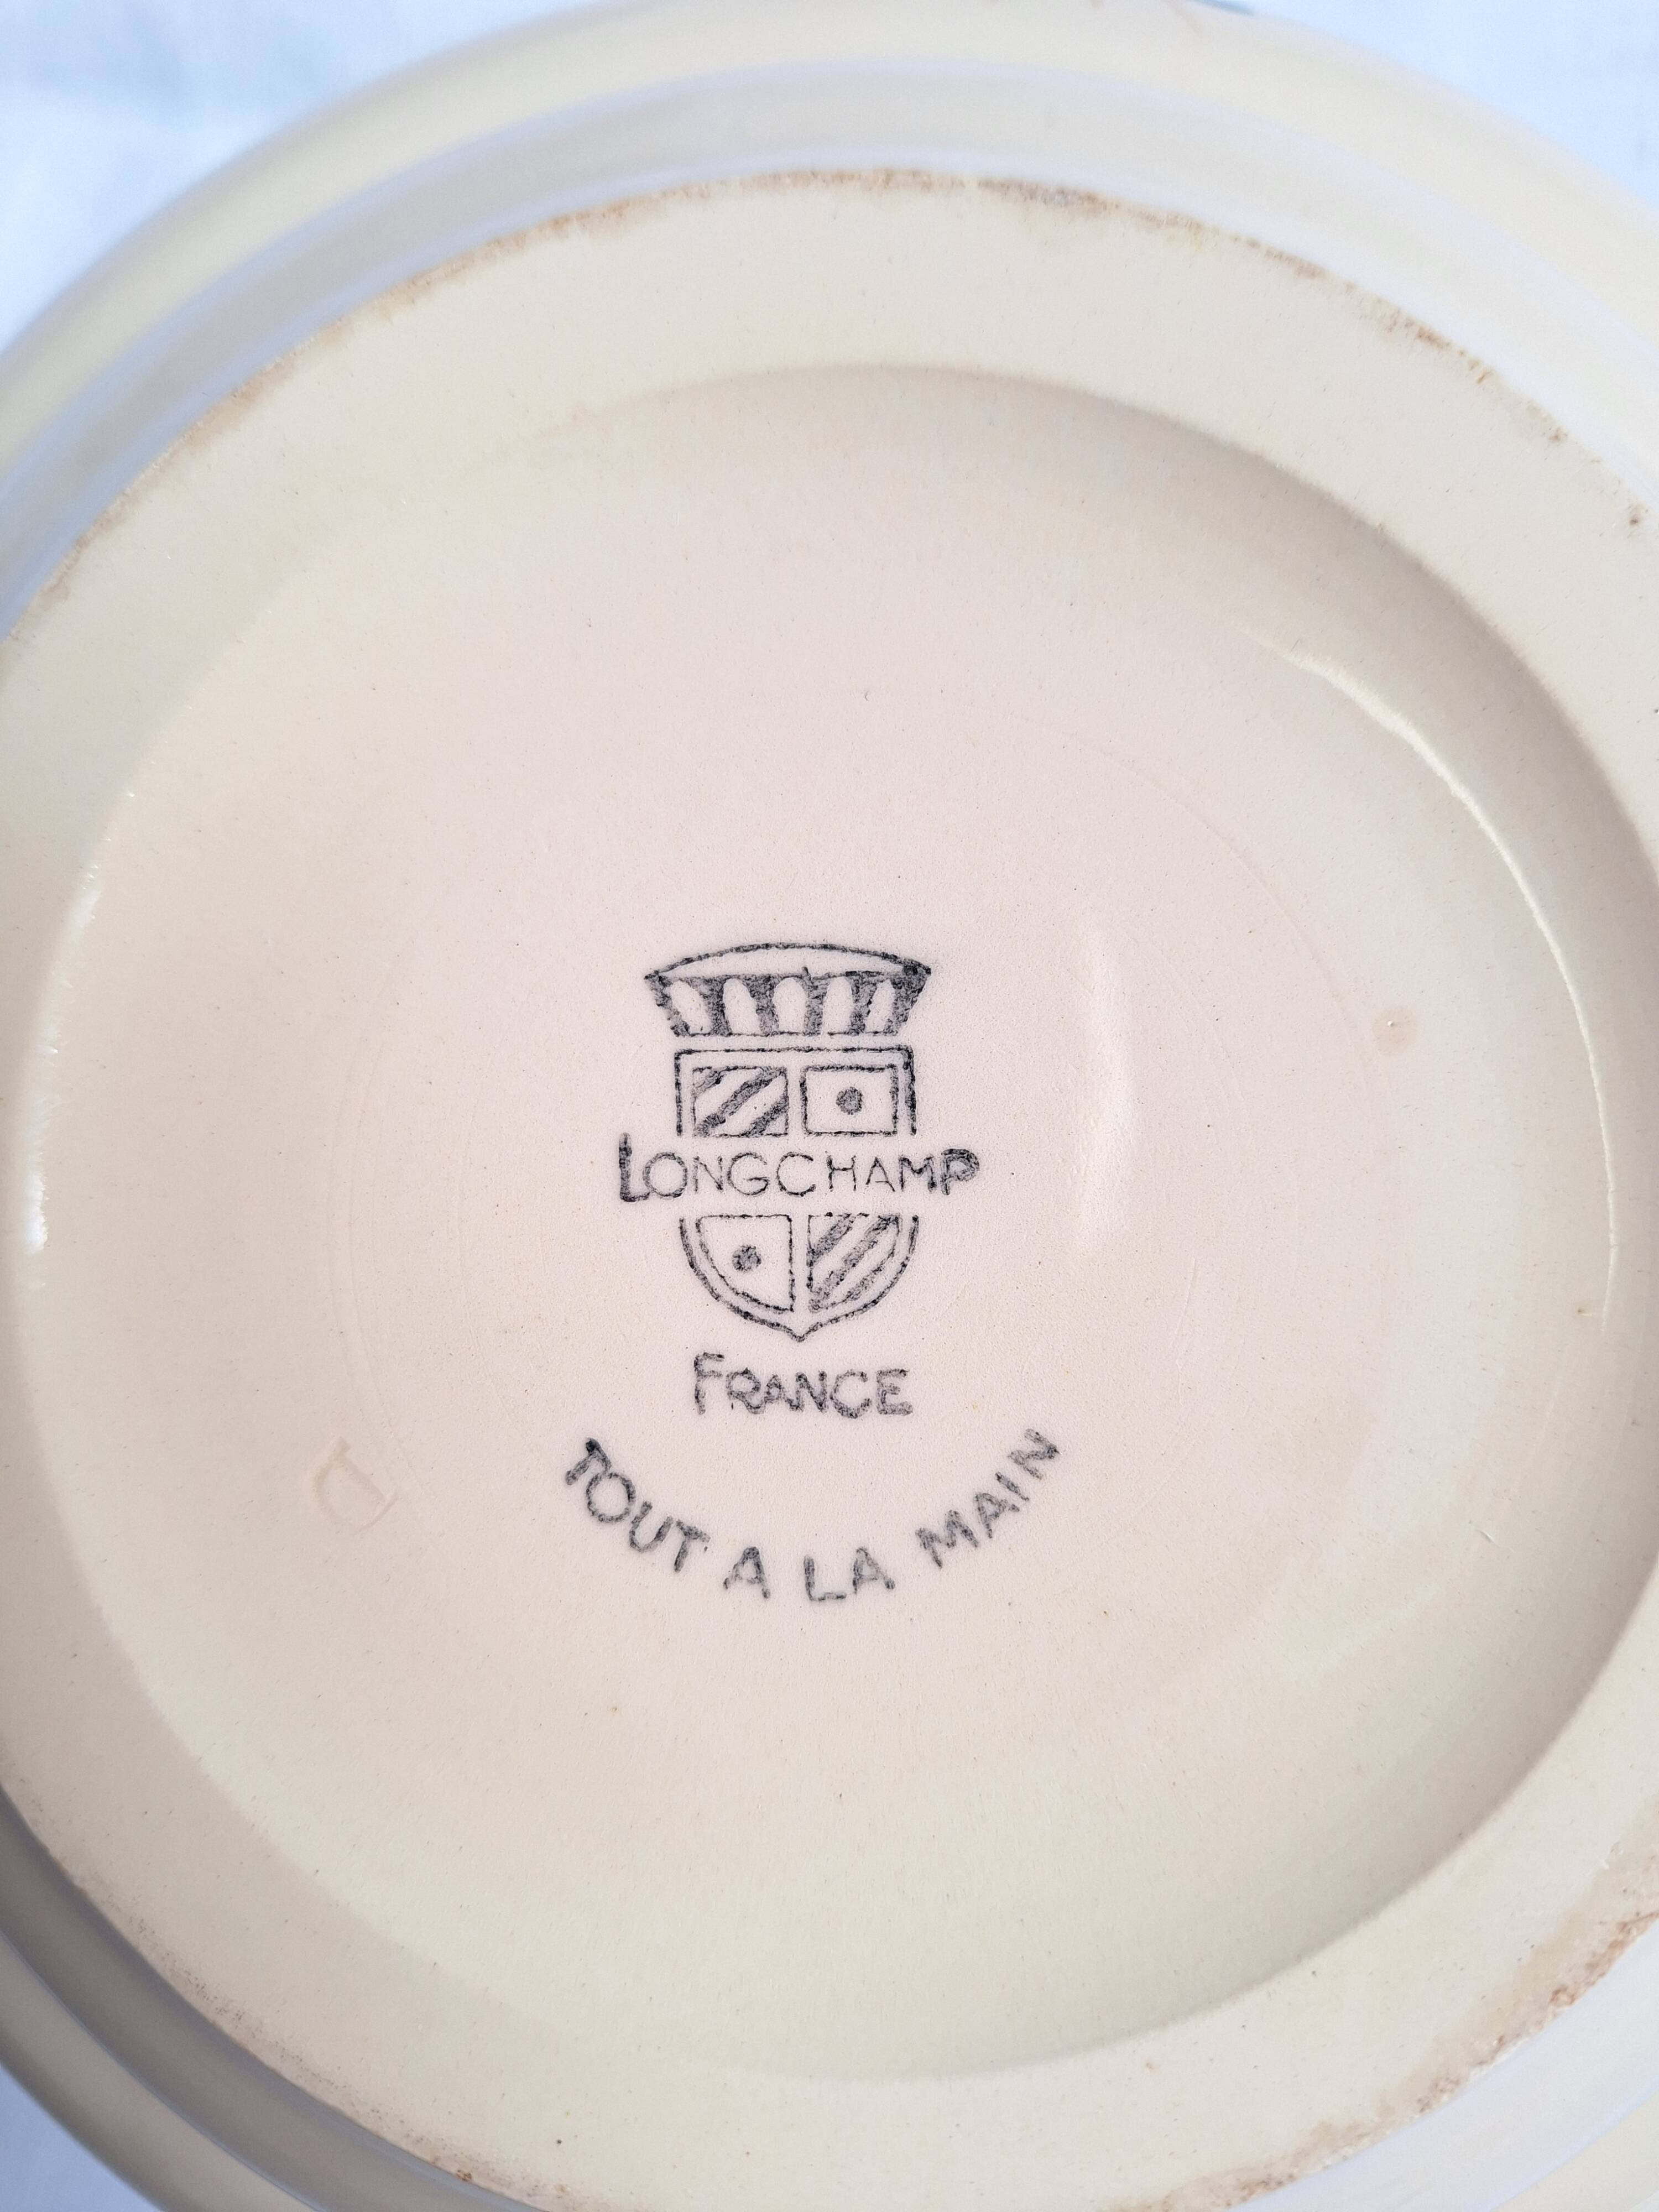 LONGCHAMP
FRANCE
TOUT A LA MAIN
D